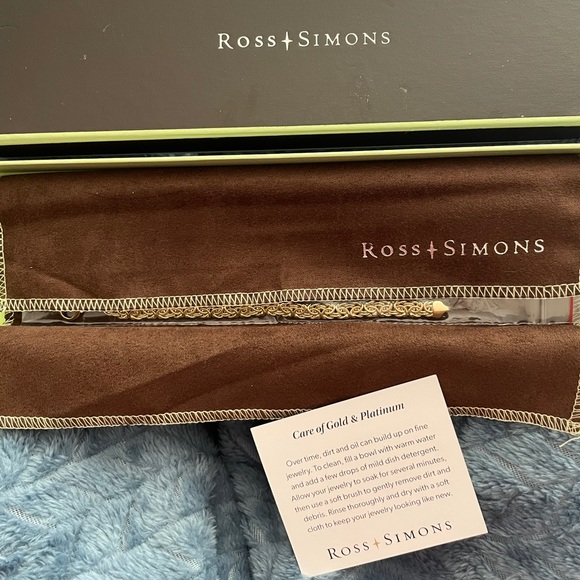 ROSS SIMONS
ROSS SIMONS
Care of Gold & Platinum
Over time, dirt and oil can build up on fine
jewelry. To clean, fill a bowl with warm water
and add a few drops of mild dish detergent.
Allow your jewelry to soak for several minutes,
then use a soft brush to gently remove dirt and
debris. Rinse thoroughly and dry with a soft
cloth to keep your jewelry looking like new.
ROSS SIMONS